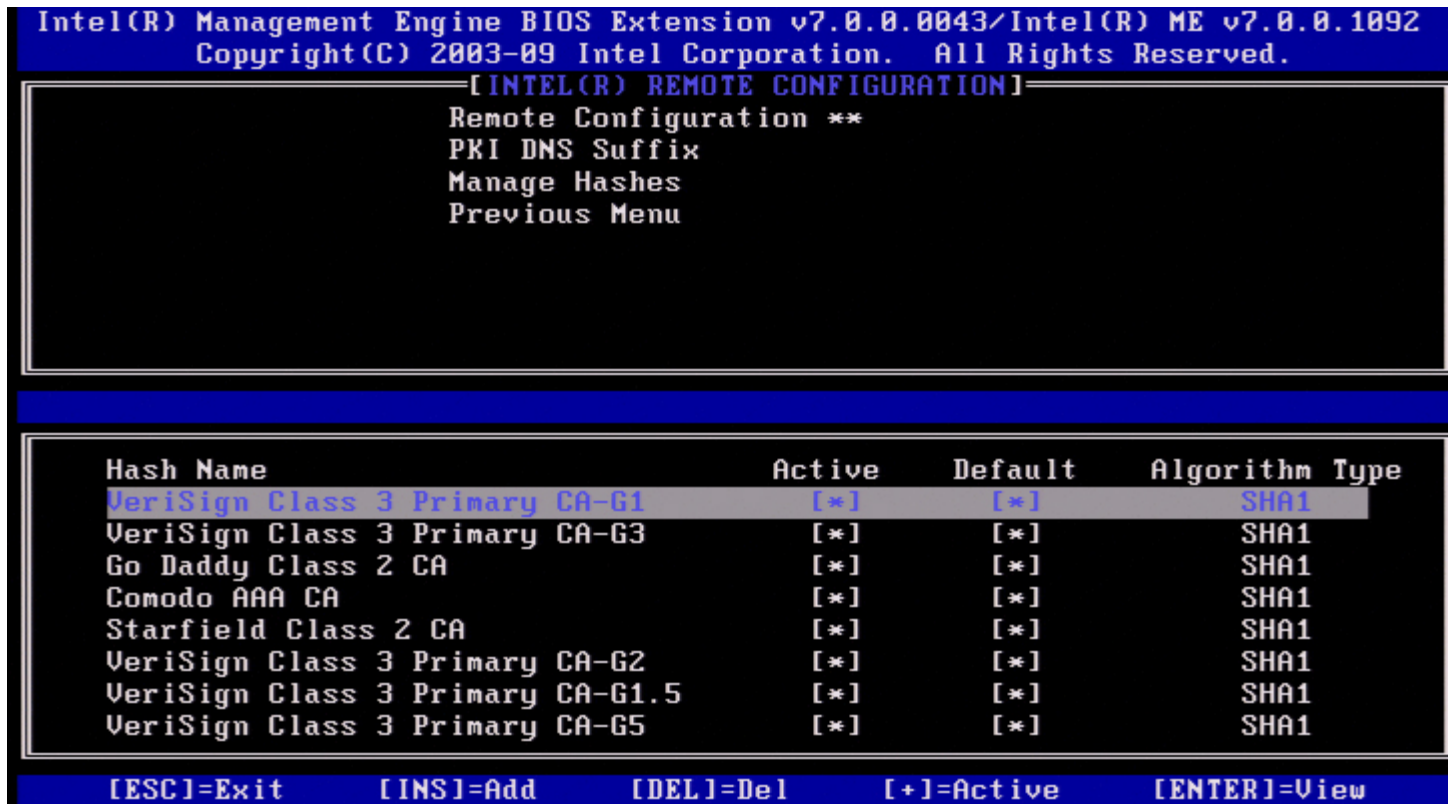 Intel(R) Management Engine BIOS Extension v7.0.0.0043/Intel(R) ME v7.0.0.1092
Copyright(C) 2003-09 Intel Corporation. All Rights Reserved.
[INTEL(R) REMOTE CONFIGURATION]
Remote Configuration **
PKI DNS Suffix
Manage Hashes
Previous Menu
Hash Name Active Default Algorithm Type
VeriSign Class 3 Primary CA-G1 [*] [*] SHA1
VeriSign Class 3 Primary CA-G3 [*] [*] SHA1
Go Daddy Class 2 CA [*] [*] SHA1
Comodo AAA CA [*] [*] SHA1
Starfield Class 2 CA [*] [*] SHA1
VeriSign Class 3 Primary CA-G2 [*] [*] SHA1
VeriSign Class 3 Primary CA-G1.5 [*] [*] SHA1
VeriSign Class 3 Primary CA-G5 [*] [*] SHA1
[ESC]=Exit [INS]=Add [DEL]=Del [+]=Active [ENTER]=View